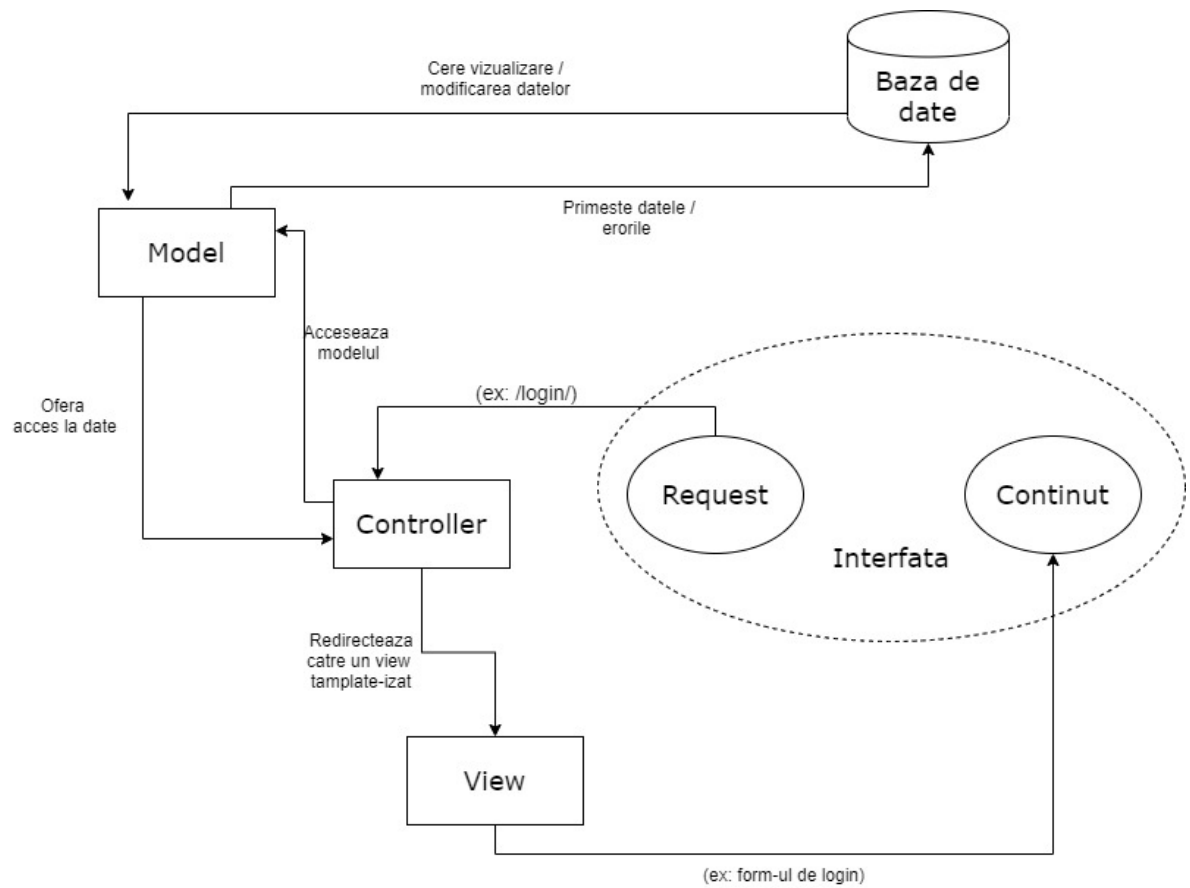 Cere vizualizare /
modificarea datelor
Baza de
date
Primeste datele /
erorile
Model
Acceseaza
modelul
Ofera
acces la date
(ex: /login/)
Request
Continut
Controller
Interfata
Redirecteaza
catre un view
tamplate-izat
View
(ex: form-ul de login)